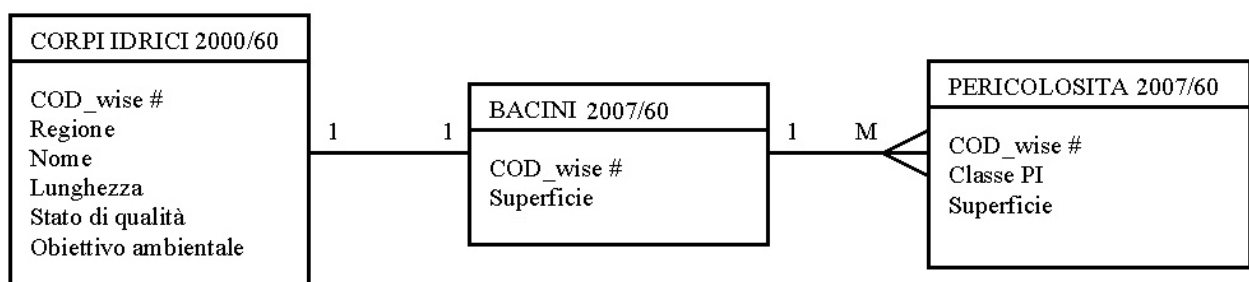 CORPI IDRICI 2000/60
COD_wise #
Regione
Nome
Lunghezza
Stato di qualità
Obiettivo ambientale
1
1
BACINI 2007/60
COD_wise #
Superficie
1
M
PERICOLOSITA 2007/60
COD_wise #
Classe PI
Superficie